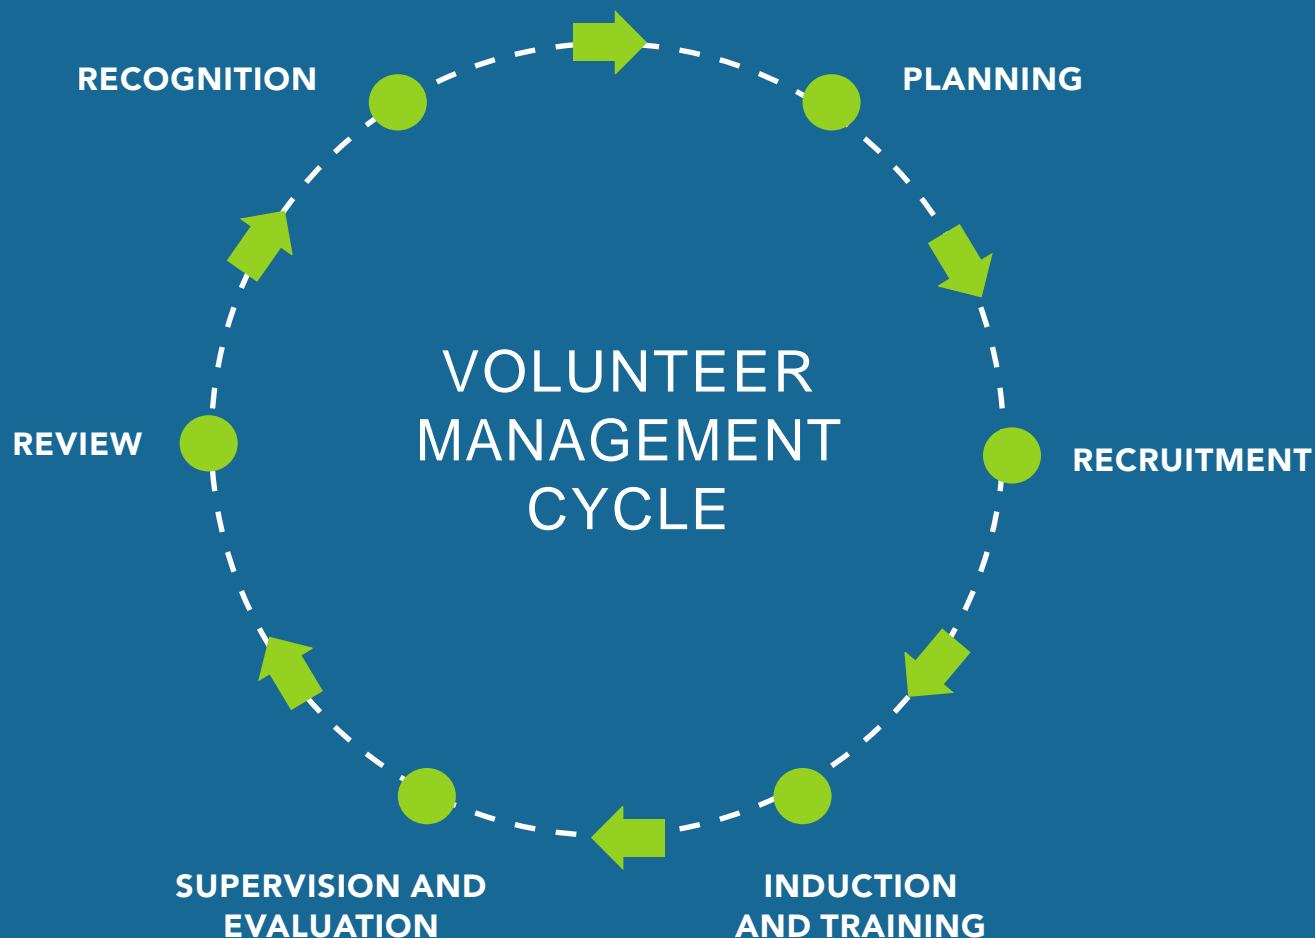 RECOGNITION
PLANNING
VOLUNTEER
MANAGEMENT
CYCLE
REVIEW
RECRUITMENT
SUPERVISION AND
EVALUATION
INDUCTION
AND TRAINING